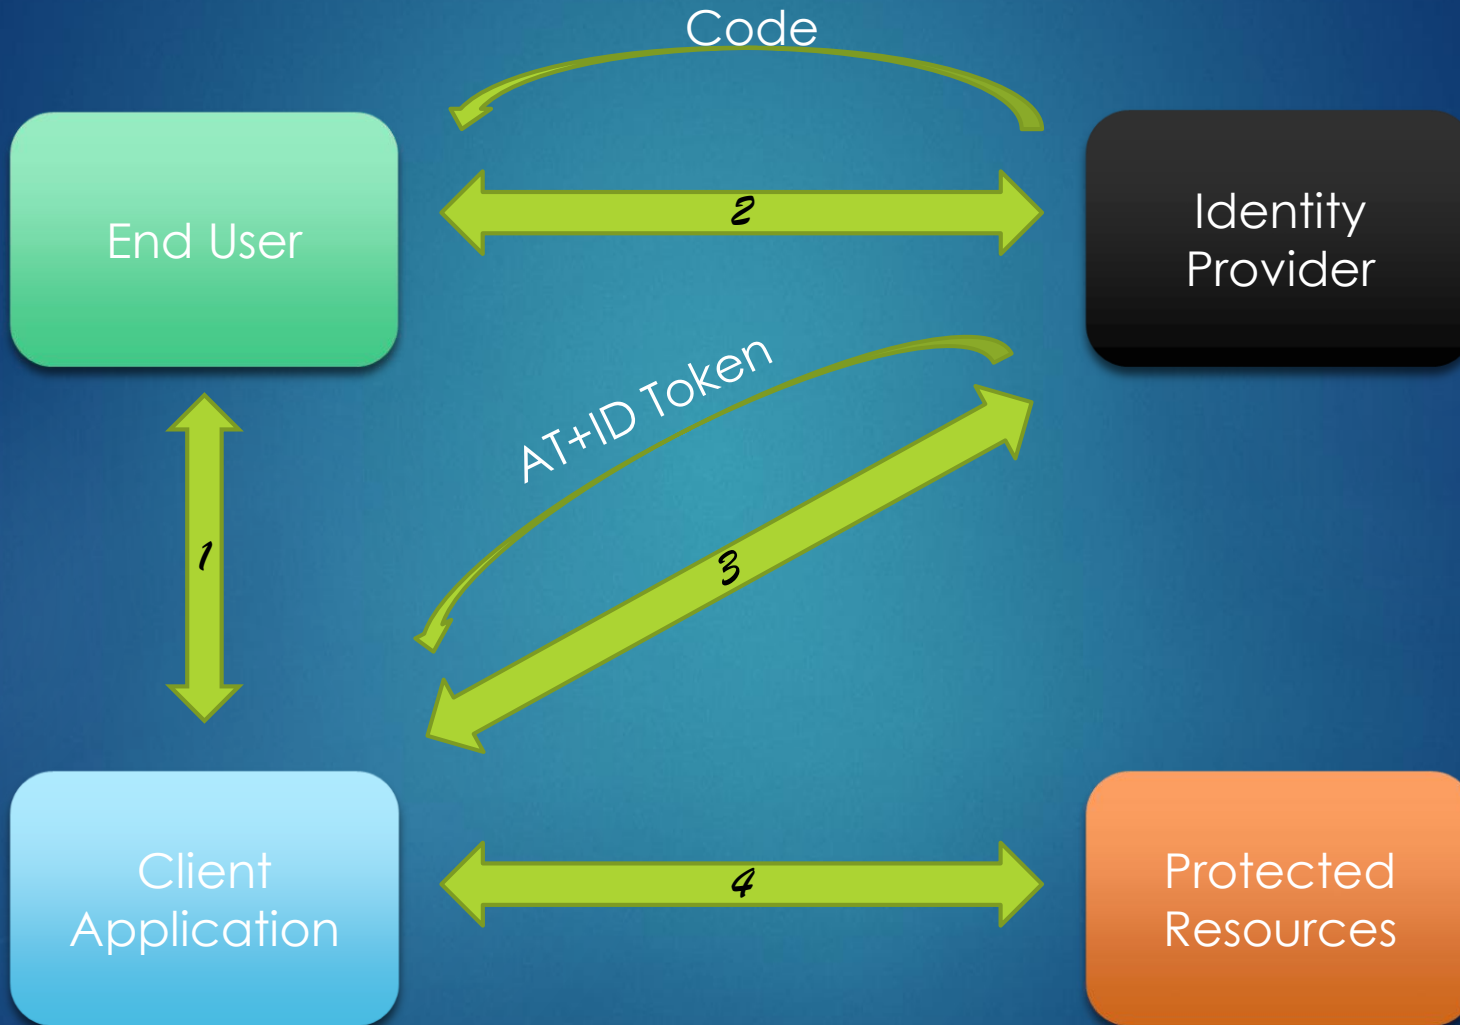 Code
End User
2
Identity
Provider
AT+ID Token
1
3
Client
Application
4
Protected
Resources